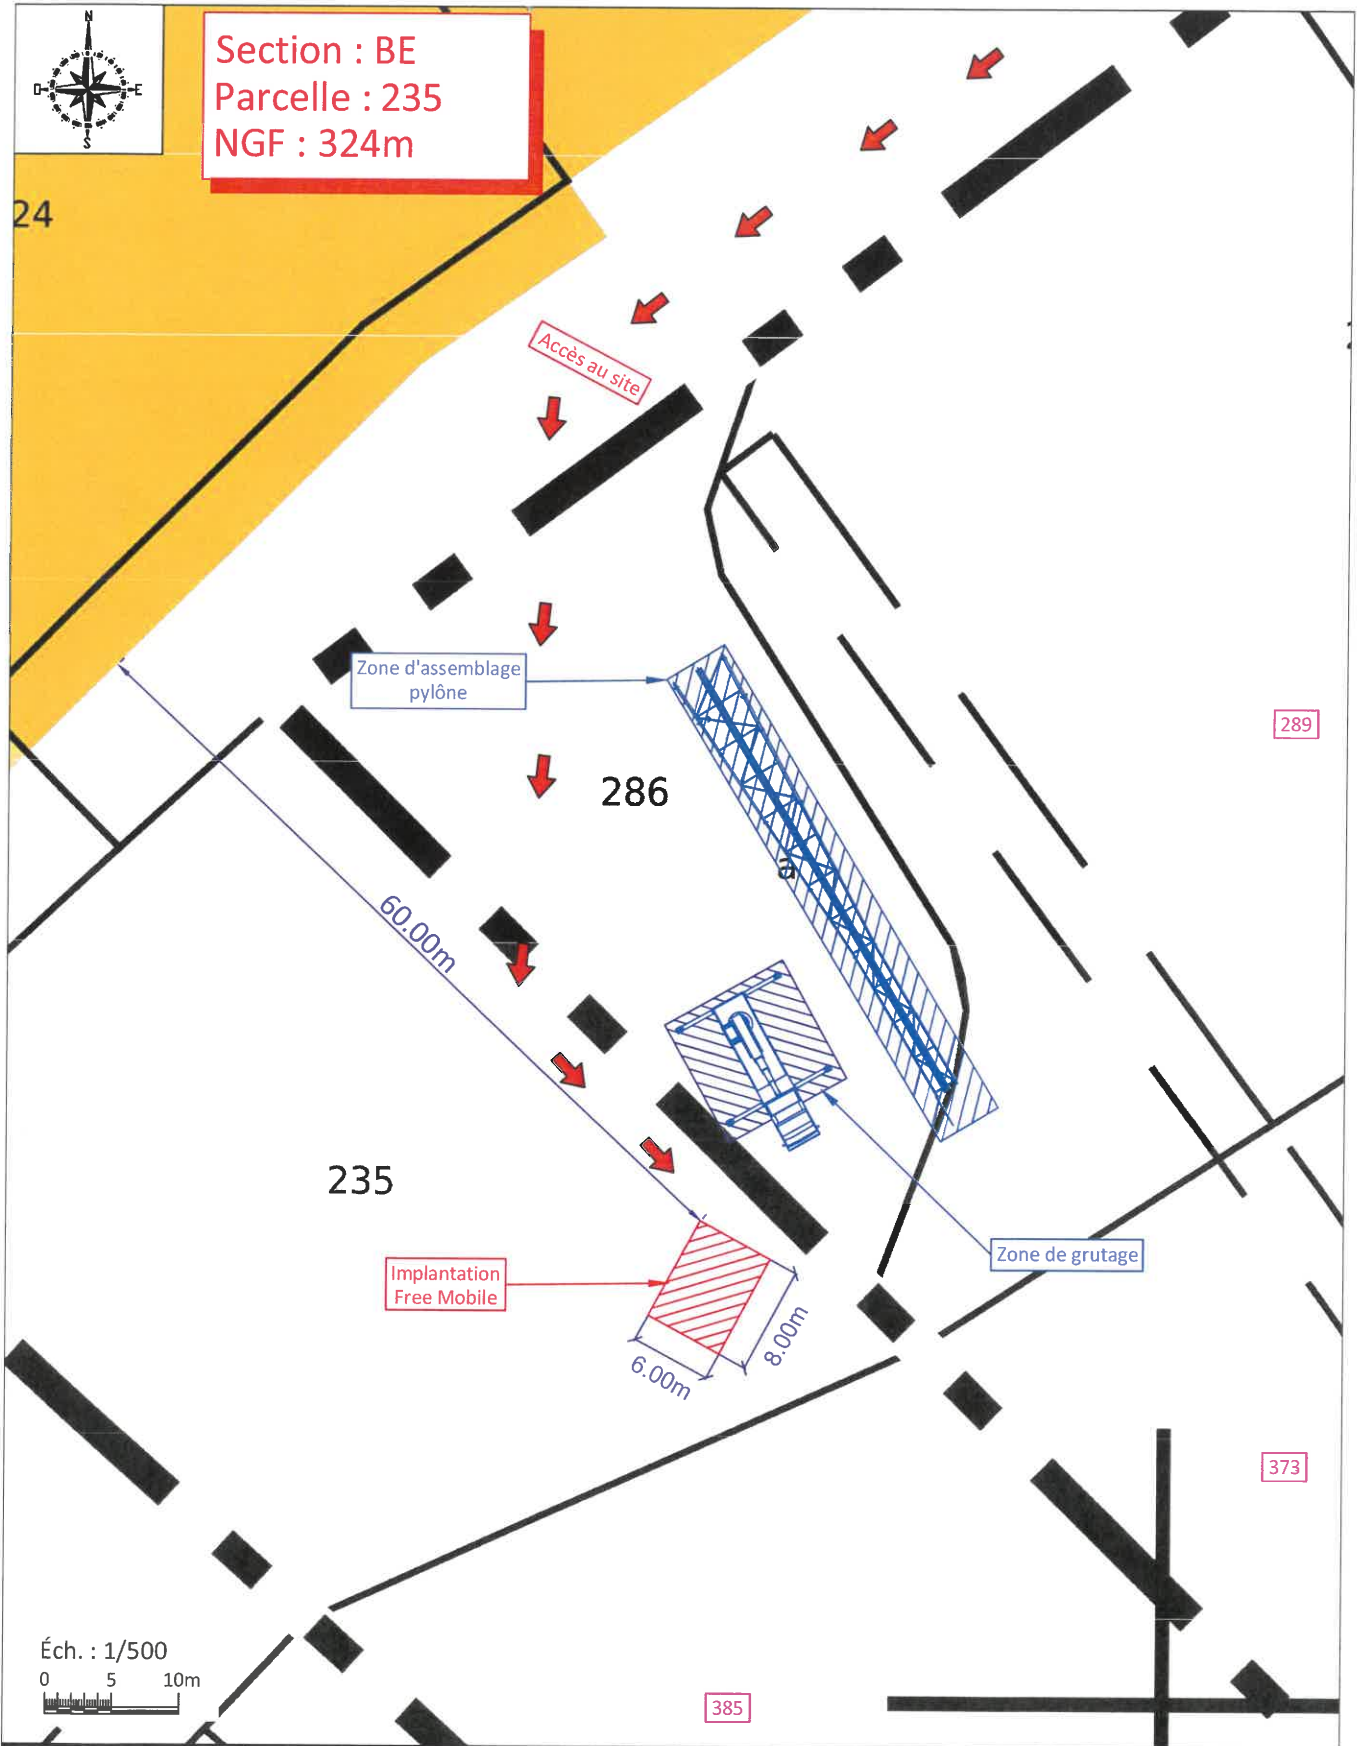 N
O
E
S
Section : BE
Parcelle : 235
NGF : 324m
24
Accès au site
Zone d'assemblage
pylône
289
286
a
60.00m
235
Zone de grutage
Implantation
Free Mobile
8.00m
6.00m
373
Éch. : 1/500
0 5 10m
385